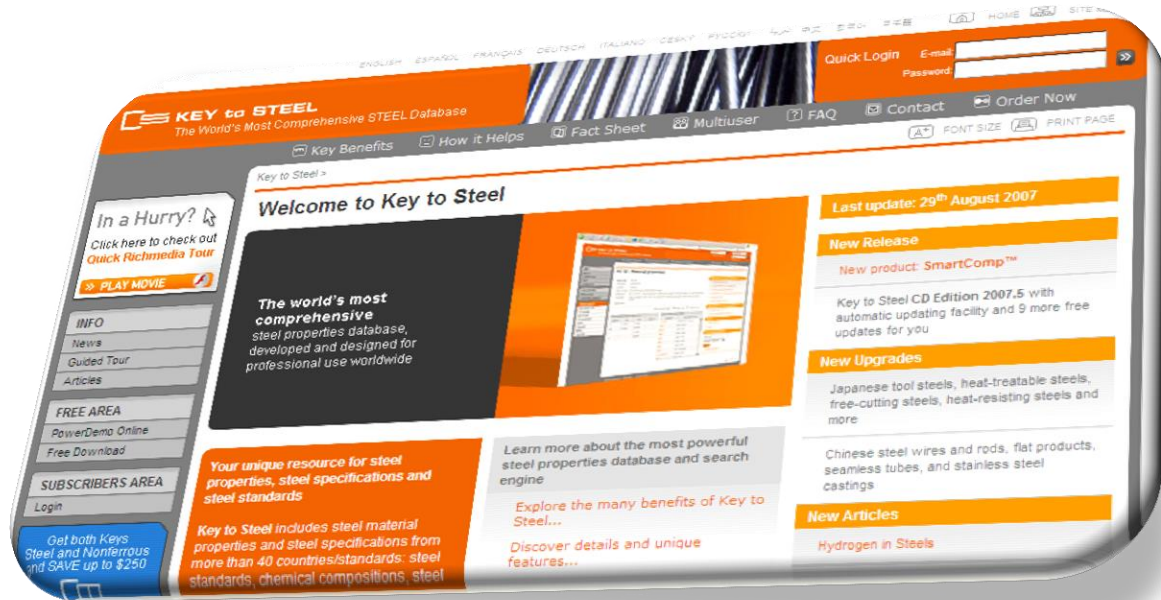 ENGLISH ESPAÑOL FRANÇAIS DEUTSCH ITALIANO ČESKY РУССКИ 中文 한국어 日本語 HOME SITE
KEY to STEEL
The World's Most Comprehensive STEEL Database
Quick Login E-mail:
Password:
Key Benefits How it Helps Fact Sheet Multiuser FAQ Contact Order Now
FONT SIZE PRINT PAGE
Key to Steel >
Welcome to Key to Steel
In a Hurry?
Click here to check out
Quick Richmedia Tour
» PLAY MOVIE
INFO
News
Guided Tour
Articles
FREE AREA
PowerDemo Online
Free Download
SUBSCRIBERS AREA
Login
Get both Keys
Steel and Nonferrous
and SAVE up to $250
The world's most
comprehensive
steel properties database,
developed and designed for
professional use worldwide
Your unique resource for steel
properties, steel specifications and
steel standards
Key to Steel includes steel material
properties and steel specifications from
more than 40 countries/standards: steel
standards, chemical compositions, steel
Learn more about the most powerful
steel properties database and search
engine
Explore the many benefits of Key to
Steel...
Discover details and unique
features...
Last update: 29th August 2007
New Release
New product: SmartComp™
Key to Steel CD Edition 2007.5 with
automatic updating facility and 9 more free
updates for you
New Upgrades
Japanese tool steels, heat-treatable steels,
free-cutting steels, heat-resisting steels and
more
Chinese steel wires and rods, flat products,
seamless tubes, and stainless steel
castings
New Articles
Hydrogen in Steels